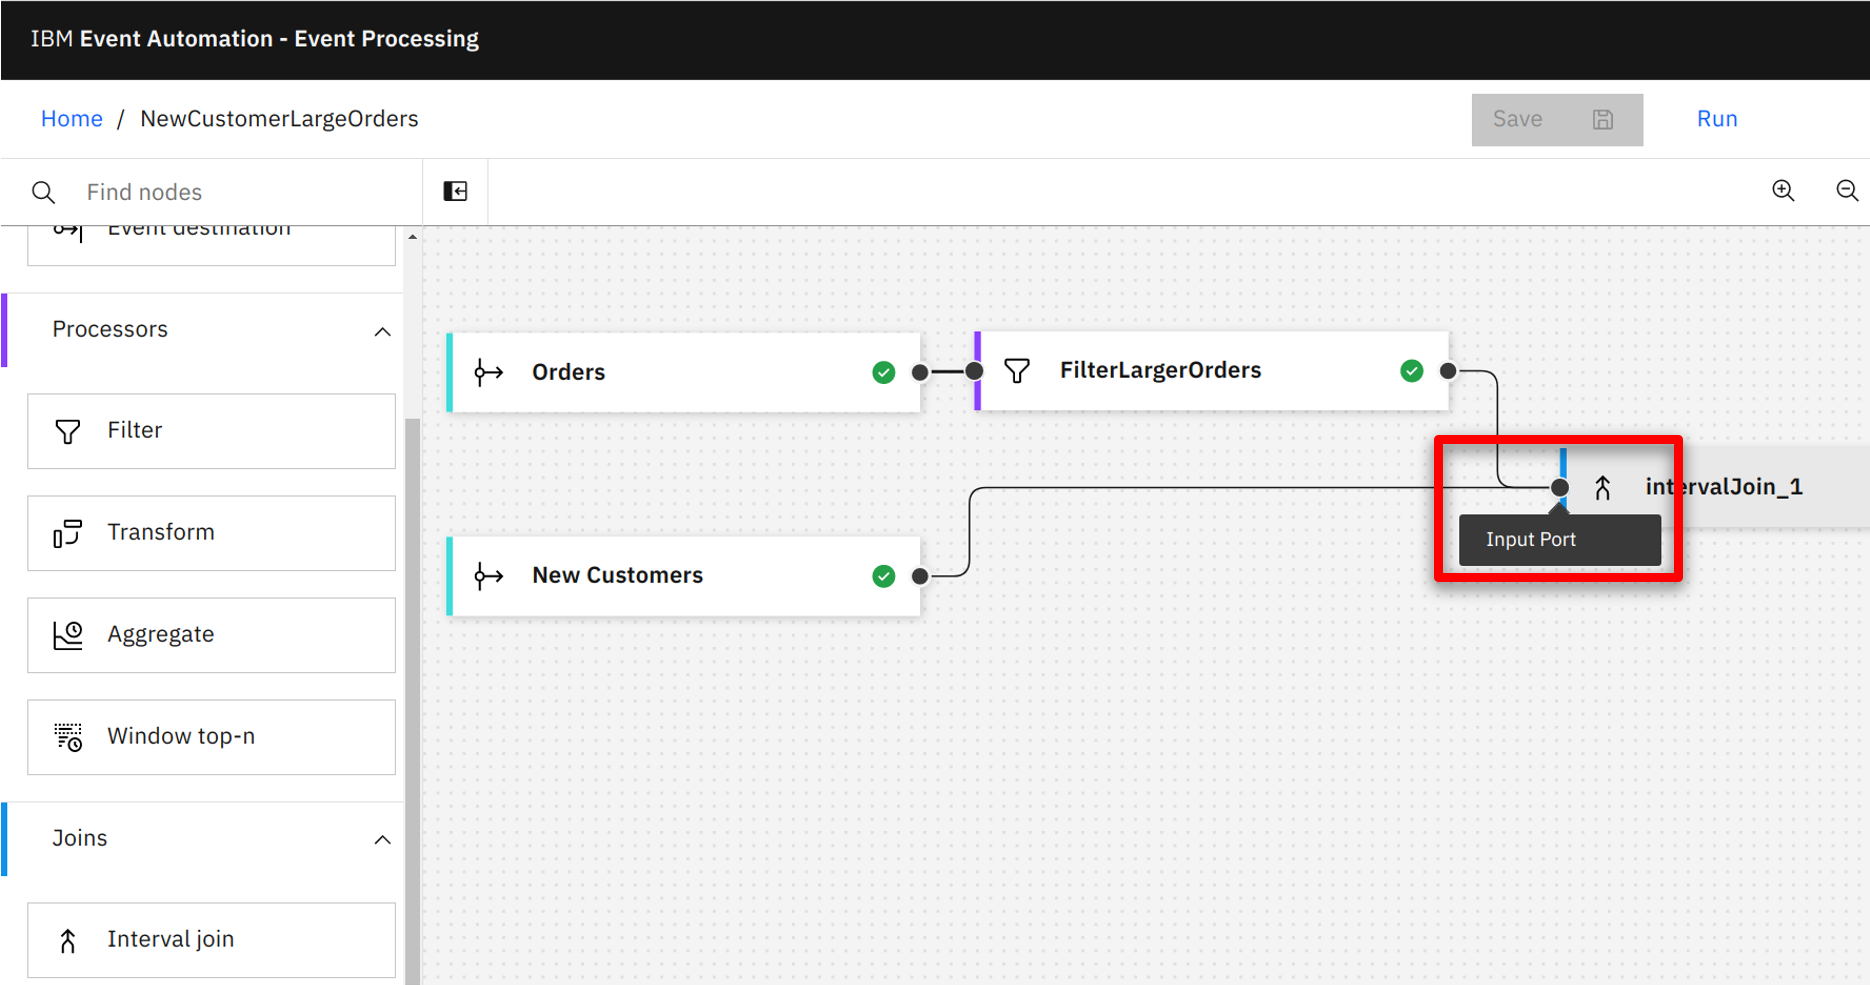 IBM Event Automation - Event Processing
Home / NewCustomerLargeOrders
Save
Run
Find nodes
Event destination
Processors
Filter
Transform
Aggregate
Window top-n
Joins
Interval join
Orders
FilterLargerOrders
New Customers
intervalJoin_1
Input Port